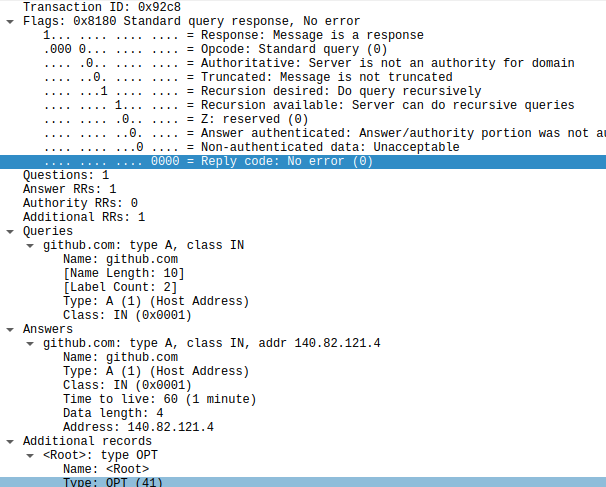 Transaction ID: 0x92c8
Flags: 0x8180 Standard query response, No error
1... .... .... .... = Response: Message is a response
.000 0... .... .... = Opcode: Standard query (0)
.... .0.. .... .... = Authoritative: Server is not an authority for domain
.... ..0. .... .... = Truncated: Message is not truncated
.... ...1 .... .... = Recursion desired: Do query recursively
.... .... 1... .... = Recursion available: Server can do recursive queries
.... .... .0.. .... = Z: reserved (0)
.... .... ..0. .... = Answer authenticated: Answer/authority portion was not au
.... .... ...0 .... = Non-authenticated data: Unacceptable
.... .... .... 0000 = Reply code: No error (0)
Questions: 1
Answer RRs: 1
Authority RRs: 0
Additional RRs: 1
Queries
github.com: type A, class IN
Name: github.com
[Name Length: 10]
[Label Count: 2]
Type: A (1) (Host Address)
Class: IN (0x0001)
Answers
github.com: type A, class IN, addr 140.82.121.4
Name: github.com
Type: A (1) (Host Address)
Class: IN (0x0001)
Time to live: 60 (1 minute)
Data length: 4
Address: 140.82.121.4
Additional records
<Root>: type OPT
Name: <Root>
Type: OPT (41)